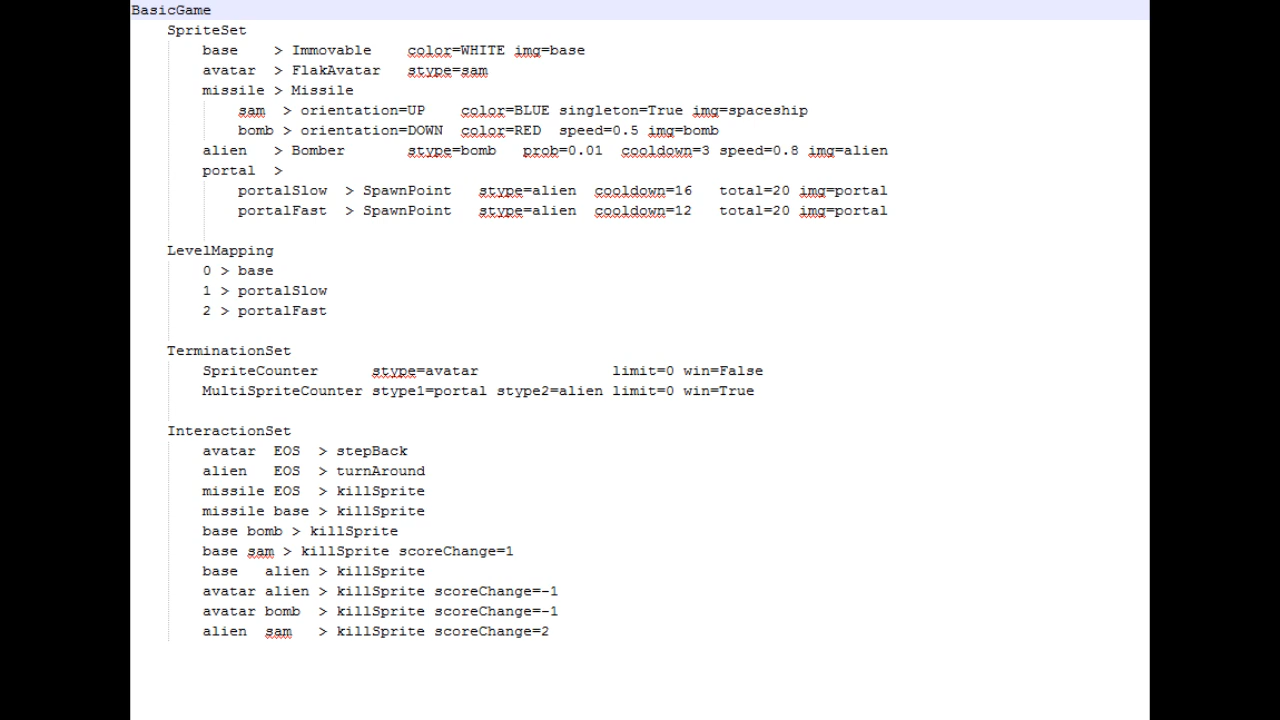 BasicGame
SpriteSet
base > Immovable color=WHITE img=base
avatar > FlakAvatar stype=sam
missile > Missile
sam > orientation=UP color=BLUE singleton=True img=spaceship
bomb > orientation=DOWN color=RED speed=0.5 img=bomb
alien > Bomber stype=bomb prob=0.01 cooldown=3 speed=0.8 img=alien
portal >
portalSlow > SpawnPoint stype=alien cooldown=16 total=20 img=portal
portalFast > SpawnPoint stype=alien cooldown=12 total=20 img=portal
LevelMapping
0 > base
1 > portalSlow
2 > portalFast
TerminationSet
SpriteCounter stype=avatar limit=0 win=False
MultiSpriteCounter stype1=portal stype2=alien limit=0 win=True
InteractionSet
avatar EOS > stepBack
alien EOS > turnAround
missile EOS > killSprite
missile base > killSprite
base bomb > killSprite
base sam > killSprite scoreChange=1
base alien > killSprite
avatar alien > killSprite scoreChange=-1
avatar bomb > killSprite scoreChange=-1
alien sam > killSprite scoreChange=2